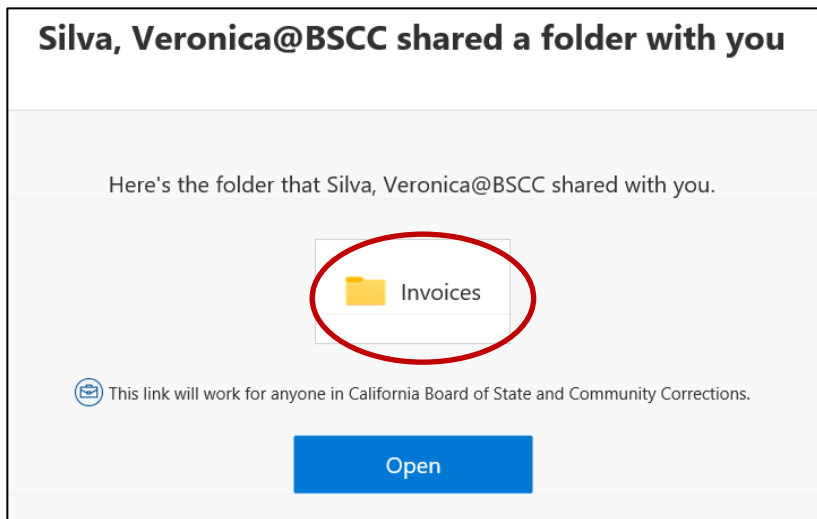 Silva, Veronica@BSCC shared a folder with you
Here's the folder that Silva, Veronica@BSCC shared with you.
Invoices
This link will work for anyone in California Board of State and Community Corrections.
Open